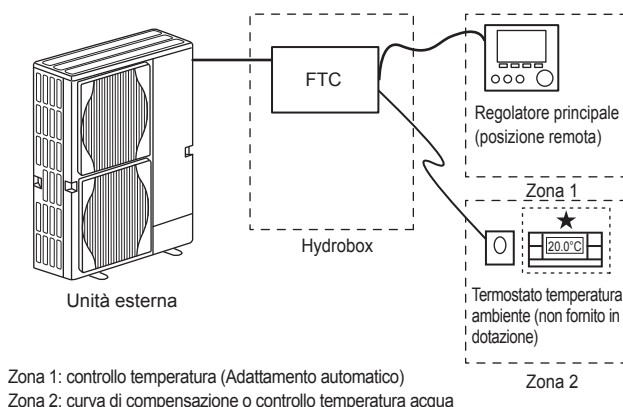 FTC
Regolatore principale
(posizione remota)
Zona 1
Hydrobox
Unità esterna
20.0°C
Termostato temperatura
ambiente (non fornito in
dotazione)
Zona 2
Zona 1: controllo temperatura (Adattamento automatico)
Zona 2: curva di compensazione o controllo temperatura acqua